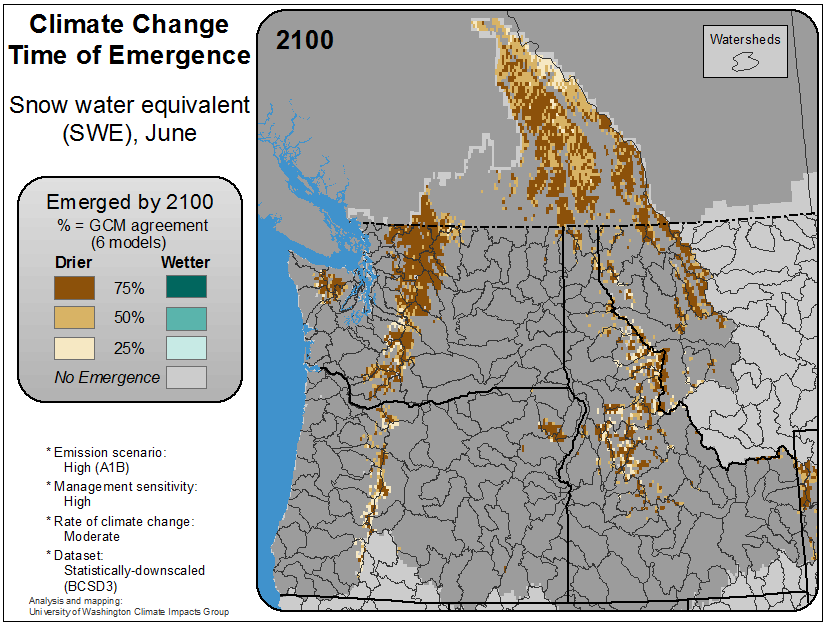 Climate Change
Time of Emergence
Snow water equivalent
(SWE), June
2100
Watersheds
Emerged by 2100
% = GCM agreement
(6 models)
Drier Wetter
75%
50%
25%
No Emergence
* Emission scenario:
High (A1B)
* Management sensitivity:
High
* Rate of climate change:
Moderate
* Dataset:
Statistically-downscaled
(BCSD3)
Analysis and mapping:
University of Washington Climate Impacts Group